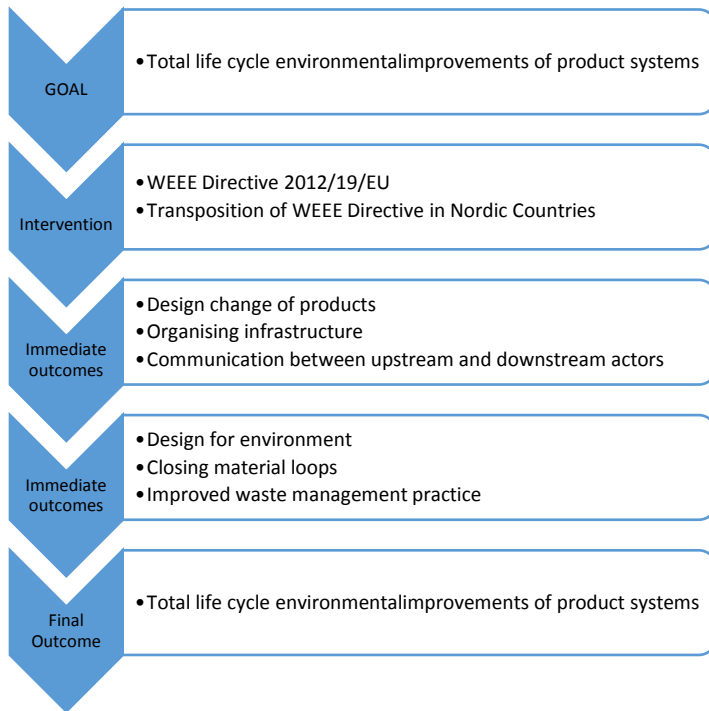 GOAL
•Total life cycle environmentalimprovements of product systems
Intervention
•WEEE Directive 2012/19/EU
•Transposition of WEEE Directive in Nordic Countries
Immediate
outcomes
•Design change of products
•Organising infrastructure
•Communication between upstream and downstream actors
Immediate
outcomes
•Design for environment
•Closing material loops
•Improved waste management practice
Final
Outcome
•Total life cycle environmentalimprovements of product systems